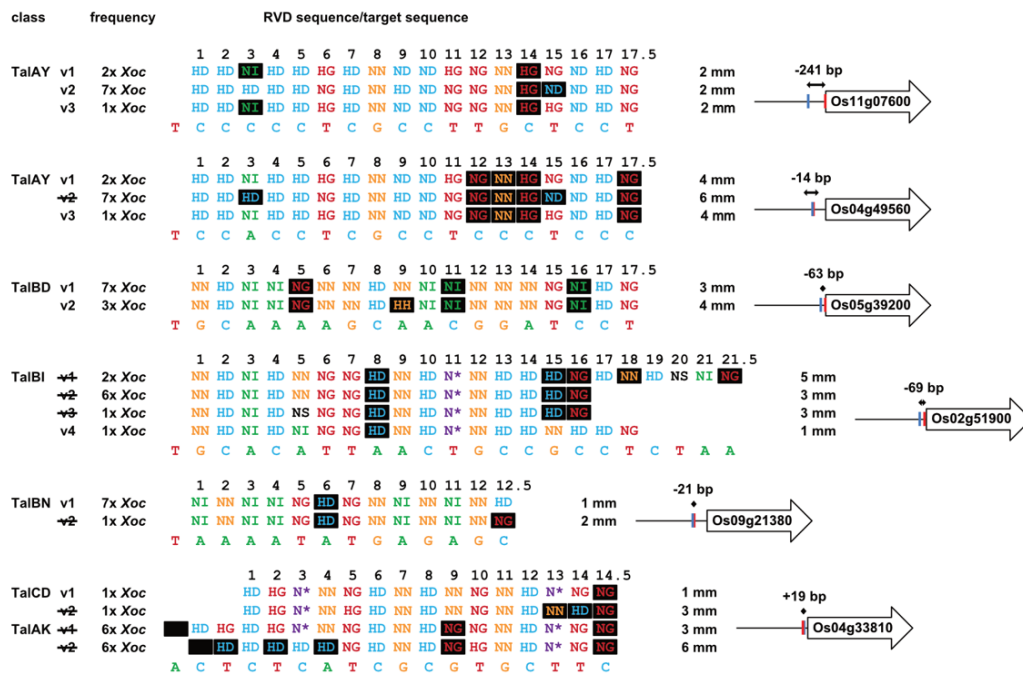 class frequency RVD sequence/target sequence
1 2 3 4 5 6 7 8 9 10 11 12 13 14 15 16 17 17.5
TalAY v1 2x Xoc HD HD NI HD HD HG HD NN ND ND HG NG NN HG NG ND HD NG 2 mm -241 bp
v2 7x Xoc HD HD HD HD HD NG HD NN ND ND NG NG NN HG ND ND HD NG 2 mm
v3 1x Xoc HD HD NI HD HD HG HD NN ND ND HG NG NN HG HG ND HD NG 2 mm Os11g07600
T C C C C C T C G C C T T G C T C C T
1 2 3 4 5 6 7 8 9 10 11 12 13 14 15 16 17 17.5
TalAY v1 2x Xoc HD HD NI HD HD HG HD NN ND ND HG NG NN HG NG ND HD NG 4 mm -14 bp
v2 7x Xoc HD HD HD HD HD NG HD NN ND ND NG NG NN HG ND ND HD NG 6 mm
v3 1x Xoc HD HD NI HD HD HG HD NN ND ND HG NG NN HG HG ND HD NG 4 mm Os04g49560
T C C A C C T C G C C T C C C T C C C
1 2 3 4 5 6 7 8 9 10 11 12 13 14 15 16 17 17.5
TalBD v1 7x Xoc NN HD NI NI NG NN NN HD NN NI NI NN NN NN NG NI HD NG 3 mm -63 bp
v2 3x Xoc NN HD NI NI NG NN NN HD HH NI NI NN NN NN NG NI HD NG 4 mm Os05g39200
T G C A A A A G C A A C G G A T C C T
1 2 3 4 5 6 7 8 9 10 11 12 13 14 15 16 17 18 19 20 21 21.5
TalBI v1 2x Xoc NN HD NI HD NN NG NG HD NN HD N* NN HD HD HD NG HD NN HD NS NI NG 5 mm -69 bp
v2 6x Xoc NN HD NI HD NN NG NG HD NN HD N* NN HD HD HD NG 3 mm
v3 1x Xoc NN HD NI HD NS NG NG HD NN HD N* NN HD HD HD NG 3 mm Os02g51900
v4 1x Xoc NN HD NI HD NI NG NG HD NN HD N* NN HD HD NN HD HD NG 1 mm
T G C A C A T T A A C T G C C G C C T C T A A
1 2 3 4 5 6 7 8 9 10 11 12 12.5
TalBN v1 7x Xoc NI NN NI NI NG HD NG NN NI NN NI NN HD 1 mm -21 bp
v2 1x Xoc NI NN NI NI NG HD NG NN NI NN NI NN NG 2 mm Os09g21380
T A A A A T A T G A G A G C
1 2 3 4 5 6 7 8 9 10 11 12 13 14 14.5
TalCD v1 1x Xoc HD HG N* NN NG HD NN HD NN NG NN HD N* NG NG 1 mm
v2 1x Xoc HD HG N* NN NG HD NN HD NN NG NN HD NN HD NG 3 mm +19 bp
TalAK v1 6x Xoc HD HG HD HG N* NN NG HD NN HD NG NG NN HD N* NG NG 3 mm Os04g33810
v2 6x Xoc HD HD HD HD NG HD NN HD NG NN NN HD N* NG NG 6 mm
A C T C T C A T C G C G T G C T T C